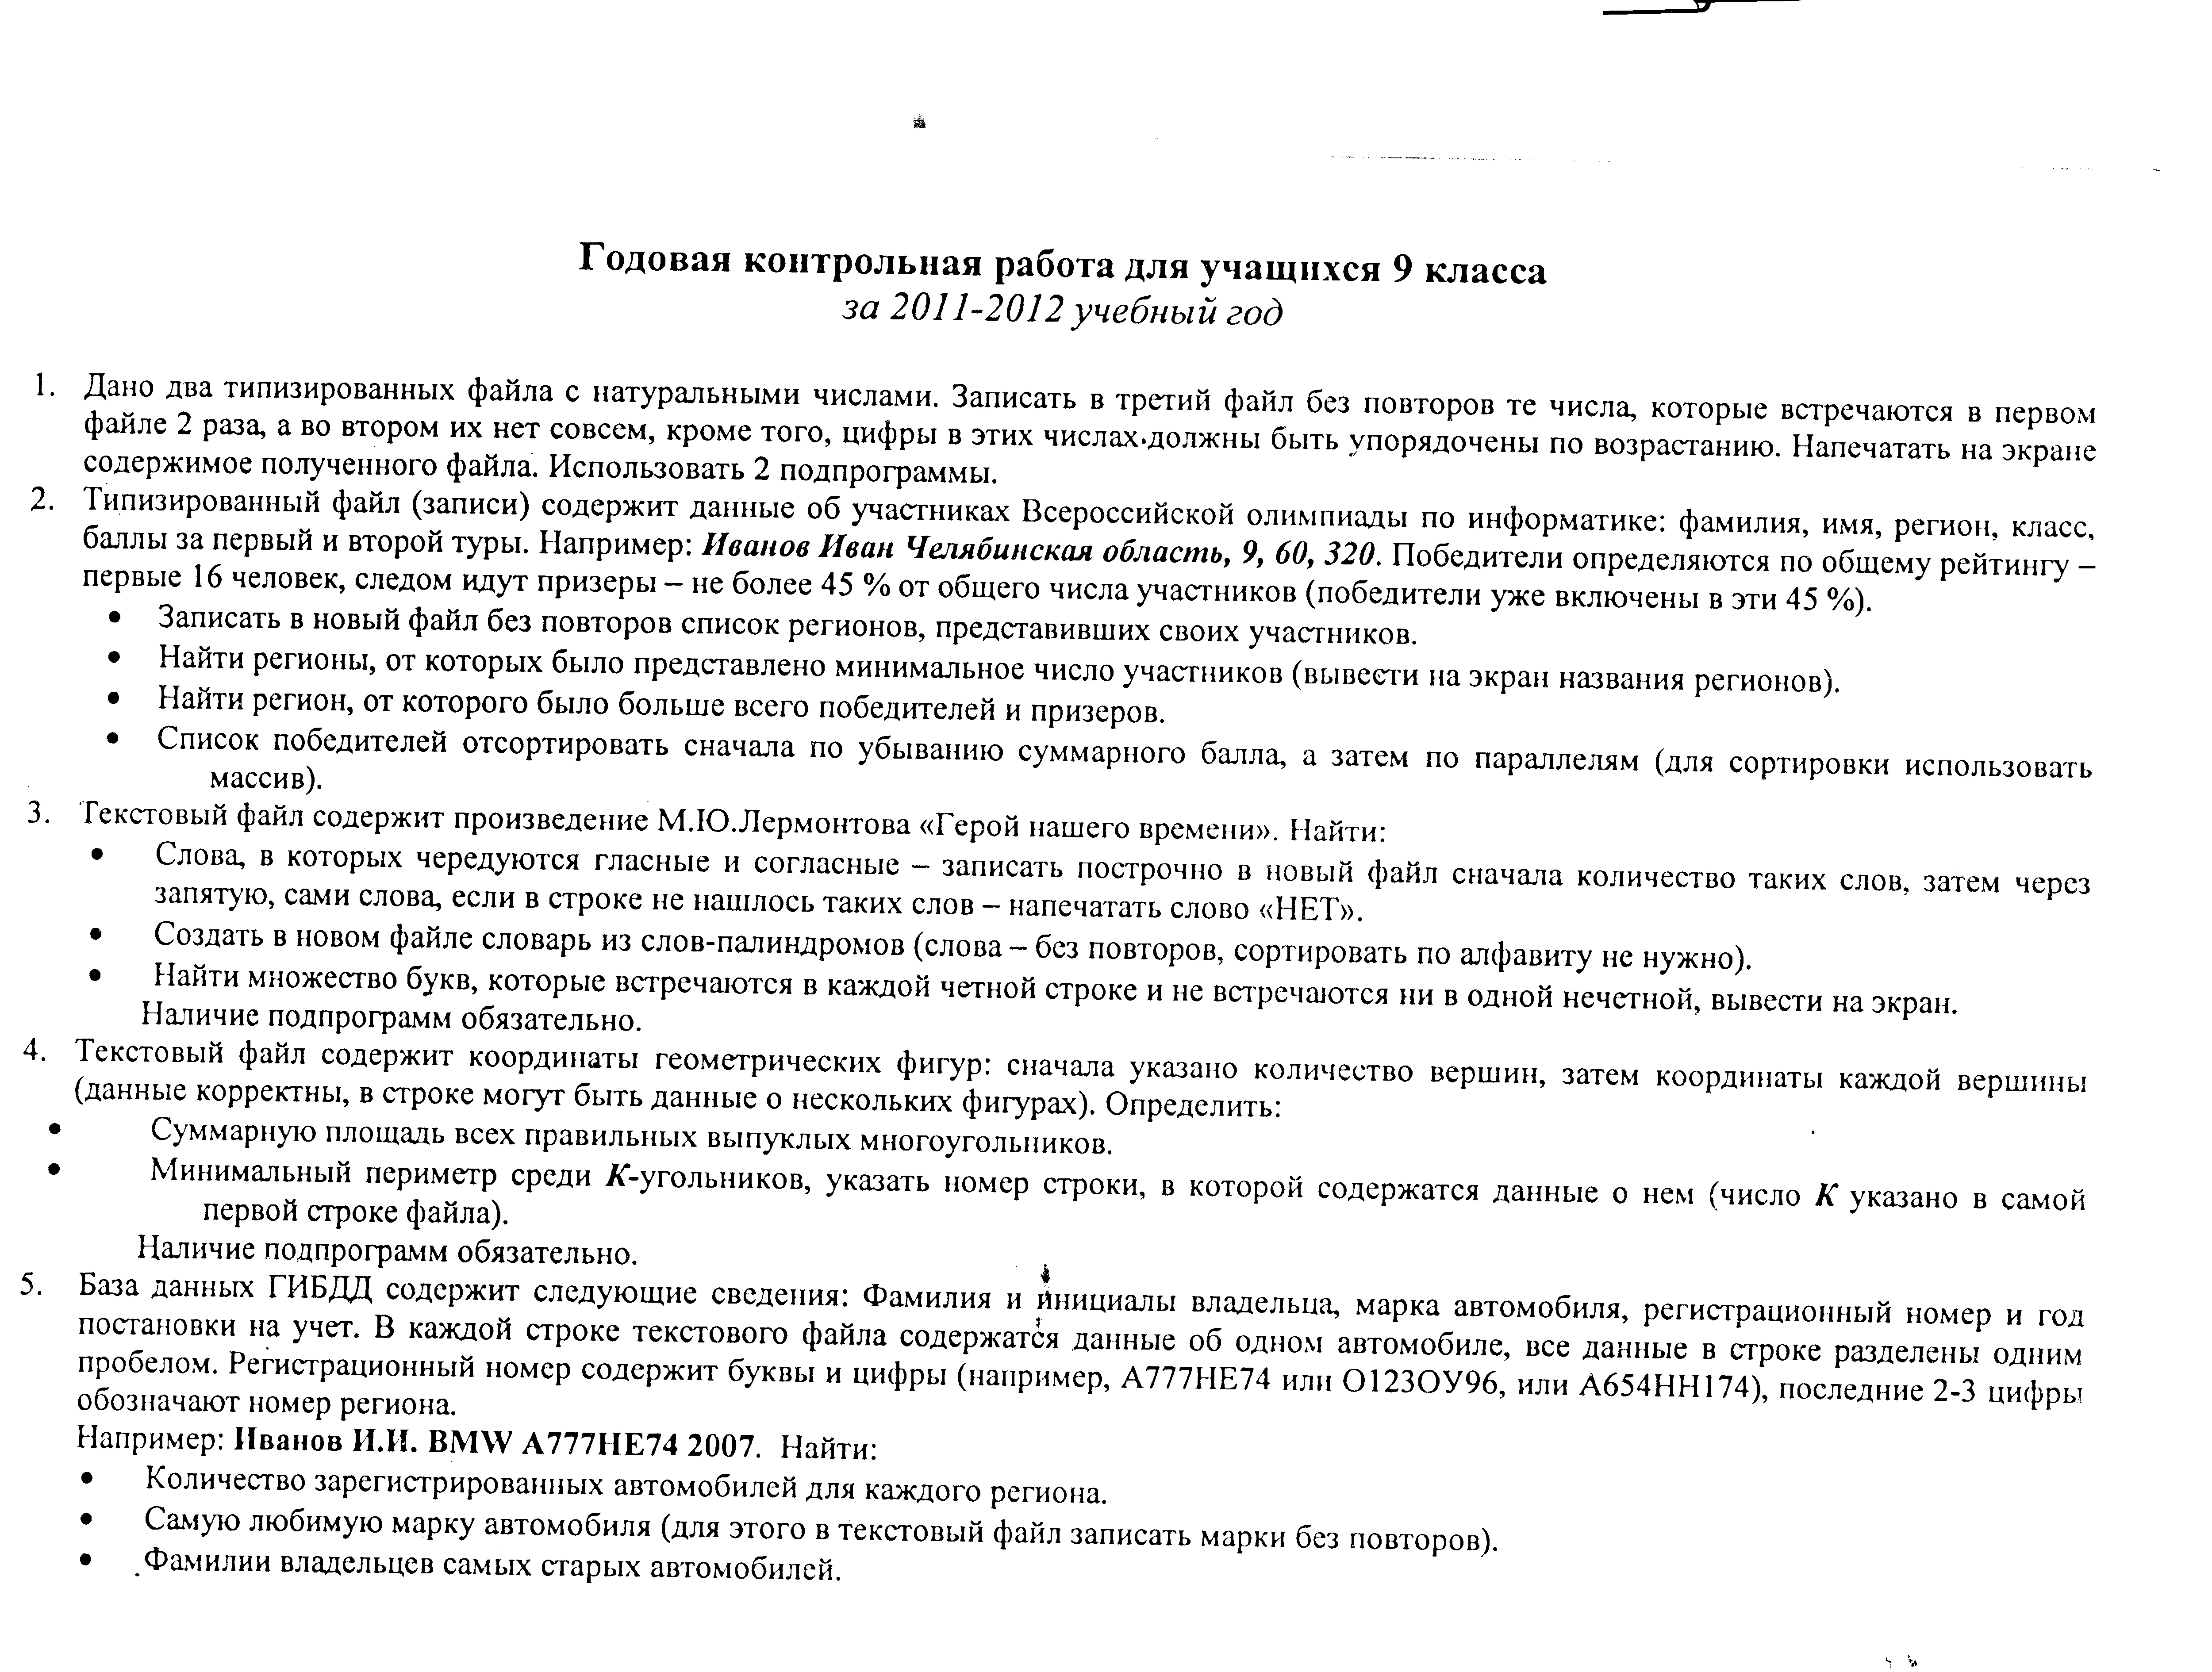 Годовая контрольная работа для учащихся 9 класса
за 2011-2012 учебный год
1. Дано два типизированных файла с натуральными числами. Записать в третий файл без повторов те числа, которые встречаются в первом
файле 2 раза, а во втором их нет совсем, кроме того, цифры в этих числах должны быть упорядочены по возрастанию. Напечатать на экране
содержимое полученного файла. Использовать 2 подпрограммы.
2. Типизированный файл (записи) содержит данные об участниках Всероссийской олимпиады по информатике: фамилия, имя, регион, класс,
баллы за первый и второй туры. Например: Иванов Иван Челябинская область, 9, 60, 320. Победители определяются по общему рейтингу –
первые 16 человек, следом идут призеры – не более 45 % от общего числа участников (победители уже включены в эти 45 %).
• Записать в новый файл без повторов список регионов, представивших своих участников.
• Найти регионы, от которых было представлено минимальное число участников (вывести на экран названия регионов).
• Найти регион, от которого было больше всего победителей и призеров.
• Список победителей отсортировать сначала по убыванию суммарного балла, а затем по параллелям (для сортировки использовать
массив).
3. Текстовый файл содержит произведение М.Ю.Лермонтова «Герой нашего времени». Найти:
• Слова, в которых чередуются гласные и согласные – записать построчно в новый файл сначала количество таких слов, затем через
запятую, сами слова, если в строке не нашлось таких слов – напечатать слово «НЕТ».
• Создать в новом файле словарь из слов-палиндромов (слова – без повторов, сортировать по алфавиту не нужно).
• Найти множество букв, которые встречаются в каждой четной строке и не встречаются ни в одной нечетной, вывести на экран.
Наличие подпрограмм обязательно.
4. Текстовый файл содержит координаты геометрических фигур: сначала указано количество вершин, затем координаты каждой вершины
(данные корректны, в строке могут быть данные о нескольких фигурах). Определить:
• Суммарную площадь всех правильных выпуклых многоугольников.
• Минимальный периметр среди К-угольников, указать номер строки, в которой содержатся данные о нем (число К указано в самой
первой строке файла).
Наличие подпрограмм обязательно.
5. База данных ГИБДД содержит следующие сведения: Фамилия и инициалы владельца, марка автомобиля, регистрационный номер и год
постановки на учет. В каждой строке текстового файла содержатся данные об одном автомобиле, все данные в строке разделены одним
пробелом. Регистрационный номер содержит буквы и цифры (например, А777НЕ74 или О123ОУ96, или А654НН174), последние 2-3 цифры
обозначают номер региона.
Например: Иванов И.И. BMW А777НЕ74 2007. Найти:
• Количество зарегистрированных автомобилей для каждого региона.
• Самую любимую марку автомобиля (для этого в текстовый файл записать марки без повторов).
• Фамилии владельцев самых старых автомобилей.